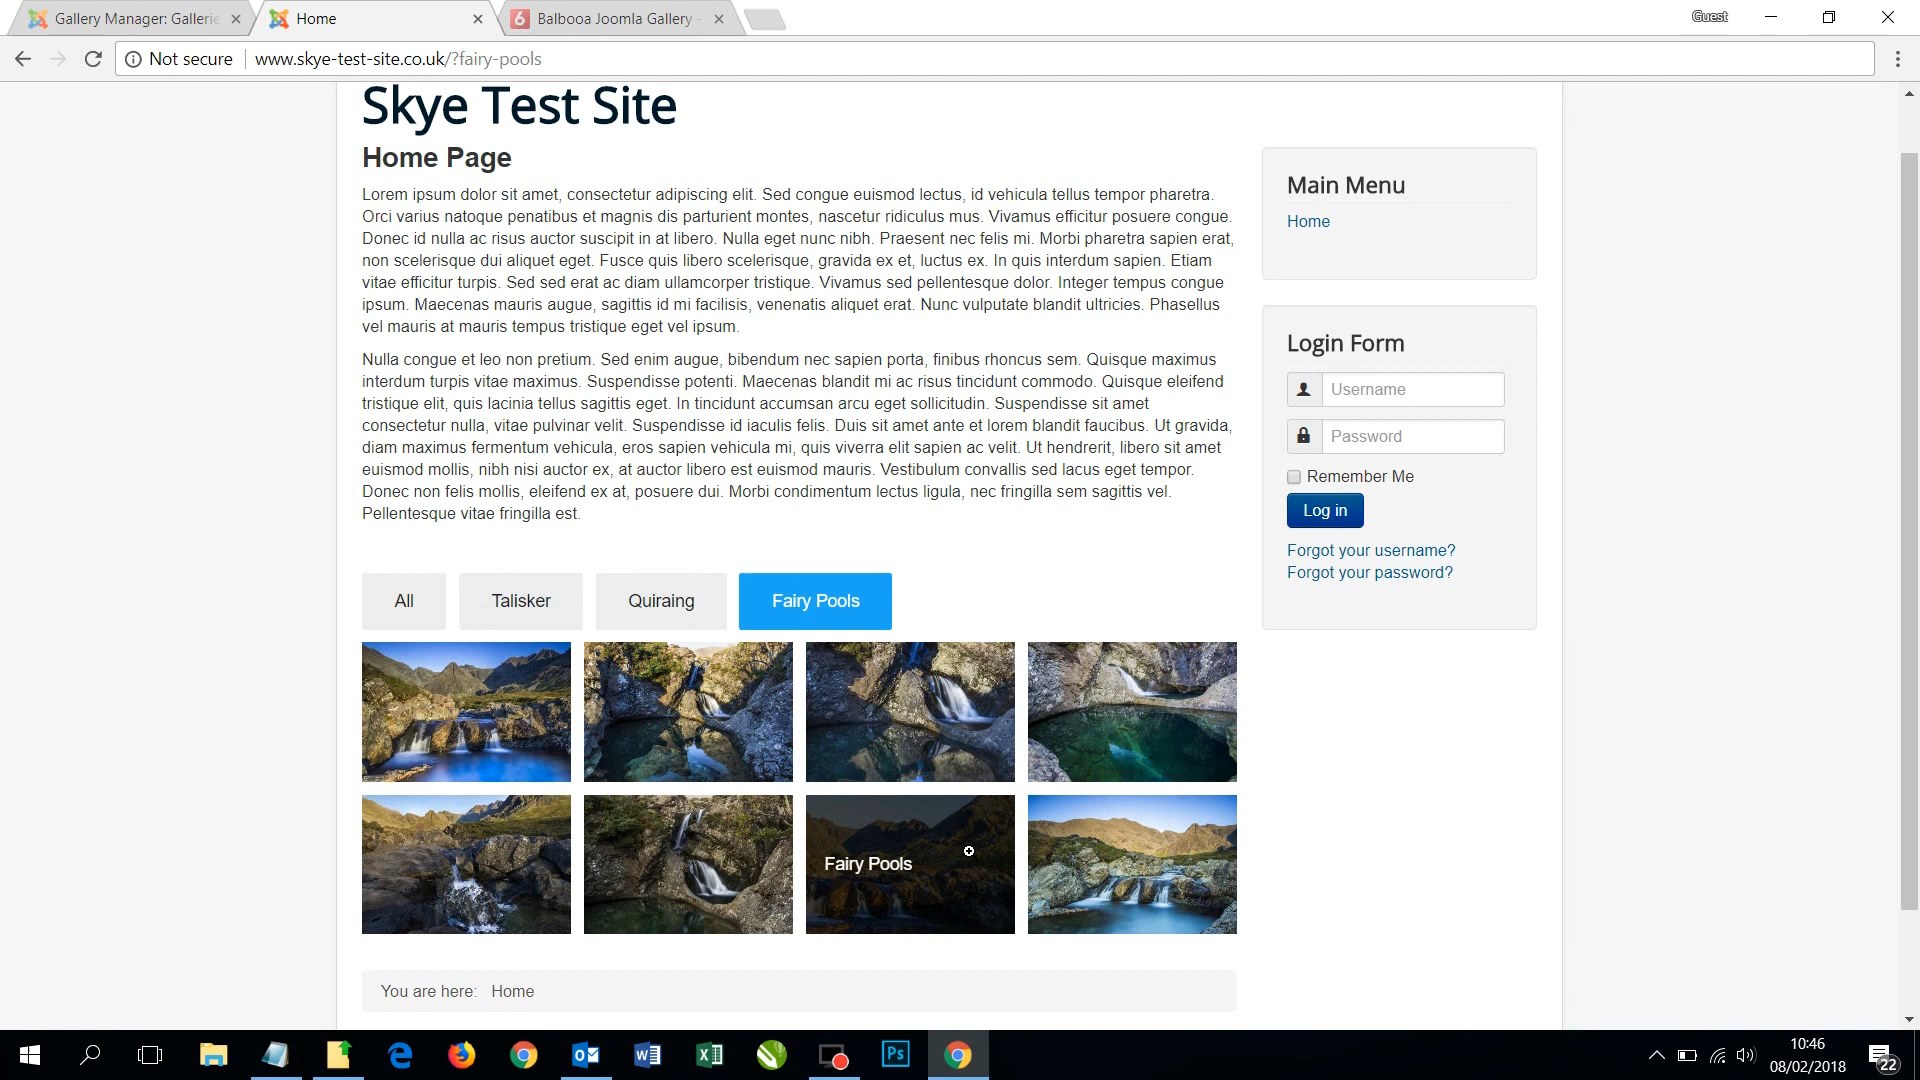 Gallery Manager: Gallerie
Home
Balbooa Joomla Gallery -
Guest
Not secure
www.skye-test-site.co.uk/?fairy-pools
Skye Test Site
Home Page
Lorem ipsum dolor sit amet, consectetur adipiscing elit. Sed congue euismod lectus, id vehicula tellus tempor pharetra.
Orci varius natoque penatibus et magnis dis parturient montes, nascetur ridiculus mus. Vivamus efficitur posuere congue.
Donec id nulla ac risus auctor suscipit in at libero. Nulla eget nunc nibh. Praesent nec felis mi. Morbi pharetra sapien erat,
non scelerisque dui aliquet eget. Fusce quis libero scelerisque, gravida ex et, luctus ex. In quis interdum sapien. Etiam
vitae efficitur turpis. Sed sed erat ac diam ullamcorper tristique. Vivamus sed pellentesque dolor. Integer tempus congue
ipsum. Maecenas mauris augue, sagittis id mi facilisis, venenatis aliquet erat. Nunc vulputate blandit ultricies. Phasellus
vel mauris at mauris tempus tristique eget vel ipsum.
Nulla congue et leo non pretium. Sed enim augue, bibendum nec sapien porta, finibus rhoncus sem. Quisque maximus
interdum turpis vitae maximus. Suspendisse potenti. Maecenas blandit mi ac risus tincidunt commodo. Quisque eleifend
tristique elit, quis lacinia tellus sagittis eget. In tincidunt accumsan arcu eget sollicitudin. Suspendisse sit amet
consectetur nulla, vitae pulvinar velit. Suspendisse id iaculis felis. Duis sit amet ante et lorem blandit faucibus. Ut gravida,
diam maximus fermentum vehicula, eros sapien vehicula mi, quis viverra elit sapien ac velit. Ut hendrerit, libero sit amet
euismod mollis, nibh nisi auctor ex, at auctor libero est euismod mauris. Vestibulum convallis sed lacus eget tempor.
Donec non felis mollis, eleifend ex at, posuere dui. Morbi condimentum lectus ligula, nec fringilla sem sagittis vel.
Pellentesque vitae fringilla est.
All
Talisker
Quiraing
Fairy Pools
Fairy Pools
You are here: Home
Main Menu
Home
Login Form
Username
Password
Remember Me
Log in
Forgot your username?
Forgot your password?
Ps
10:46
08/02/2018
22